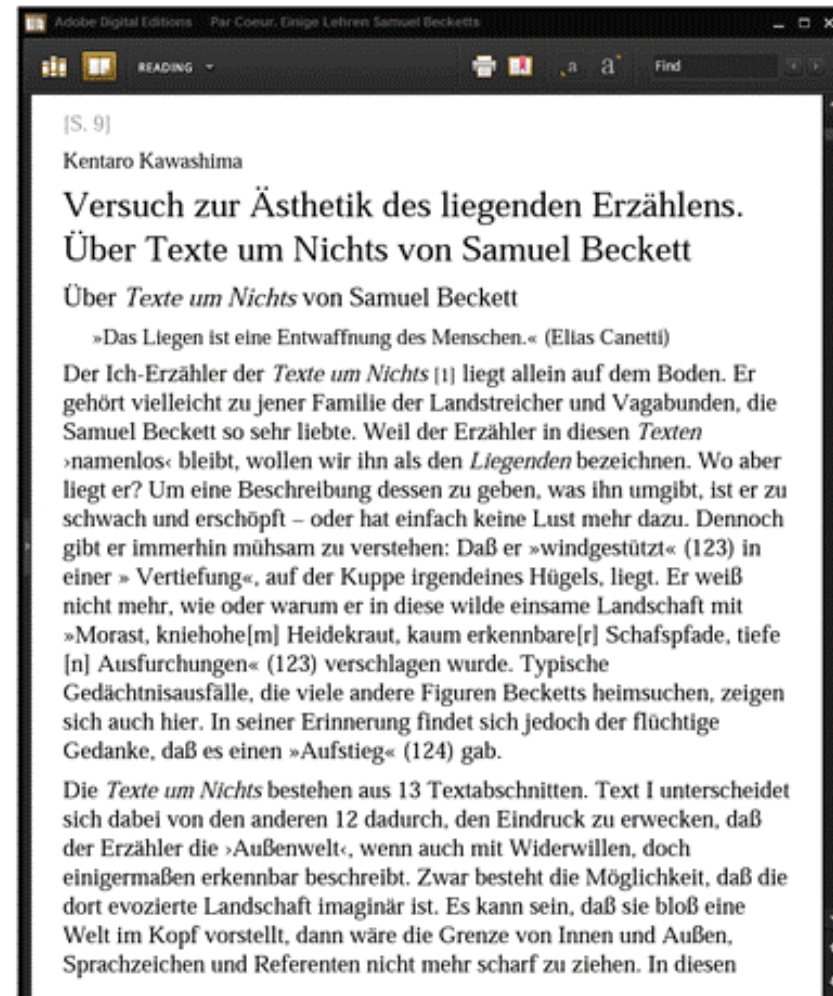 Adobe Digital Editions Par Coeur. Einige Lehren Samuel Becketts
READING
a a Find
[S. 9]
Kentaro Kawashima
Versuch zur Ästhetik des liegenden Erzählens.
Über Texte um Nichts von Samuel Beckett
Über Texte um Nichts von Samuel Beckett
»Das Liegen ist eine Entwaffnung des Menschen.« (Elias Canetti)
Der Ich-Erzähler der Texte um Nichts [1] liegt allein auf dem Boden. Er
gehört vielleicht zu jener Familie der Landstreicher und Vagabunden, die
Samuel Beckett so sehr liebte. Weil der Erzähler in diesen Texten
›namenlos‹ bleibt, wollen wir ihn als den Liegenden bezeichnen. Wo aber
liegt er? Um eine Beschreibung dessen zu geben, was ihn umgibt, ist er zu
schwach und erschöpft – oder hat einfach keine Lust mehr dazu. Dennoch
gibt er immerhin mühsam zu verstehen: Daß er »windgestützt« (123) in
einer » Vertiefung«, auf der Kuppe irgendeines Hügels, liegt. Er weiß
nicht mehr, wie oder warum er in diese wilde einsame Landschaft mit
»Morast, kniehohe[m] Heidekraut, kaum erkennbare[r] Schafspfade, tiefe
[n] Ausfurchungen« (123) verschlagen wurde. Typische
Gedächtnisausfälle, die viele andere Figuren Becketts heimsuchen, zeigen
sich auch hier. In seiner Erinnerung findet sich jedoch der flüchtige
Gedanke, daß es einen »Aufstieg« (124) gab.
Die Texte um Nichts bestehen aus 13 Textabschnitten. Text I unterscheidet
sich dabei von den anderen 12 dadurch, den Eindruck zu erwecken, daß
der Erzähler die ›Außenwelt‹, wenn auch mit Widerwillen, doch
einigermaßen erkennbar beschreibt. Zwar besteht die Möglichkeit, daß die
dort evozierte Landschaft imaginär ist. Es kann sein, daß sie bloß eine
Welt im Kopf vorstellt, dann wäre die Grenze von Innen und Außen,
Sprachzeichen und Referenten nicht mehr scharf zu ziehen. In diesen